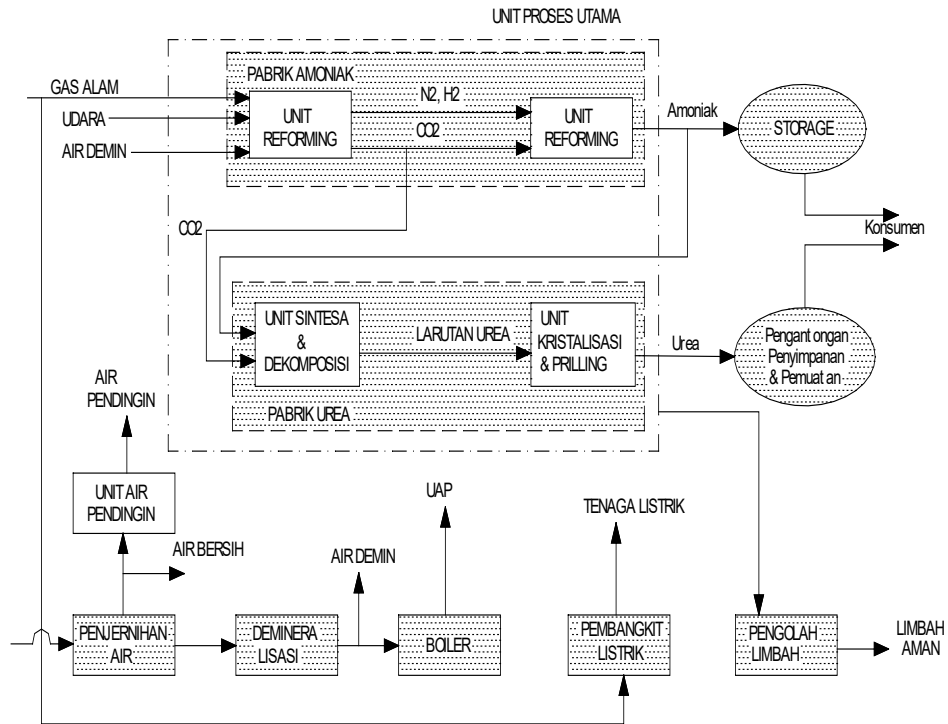 UNIT PROSES UTAMA
PABRIK AMONIAK
GAS ALAM
UDARA
AIR DEMIN
UNIT
REFORMING
N2, H2
CO2
UNIT
REFORMING
Amoniak
STORAGE
CO2
Konsumen
UNIT SINTESA
&
DEKOMPOSISI
LARUTAN UREA
UNIT
KRISTALISASI
& PRILLING
Urea
Pengant ongan
Penyimpanan
& Pemuat an
PABRIK UREA
AIR
PENDINGIN
UNIT AIR
PENDINGIN
AIR BERSIH
UAP
AIR DEMIN
TENAGA LISTRIK
PENJERNIHAN
AIR
DEMINERA
LISASI
BOILER
PEMBANGKIT
LISTRIK
PENGOLAH
LIMBAH
LIMBAH
AMAN